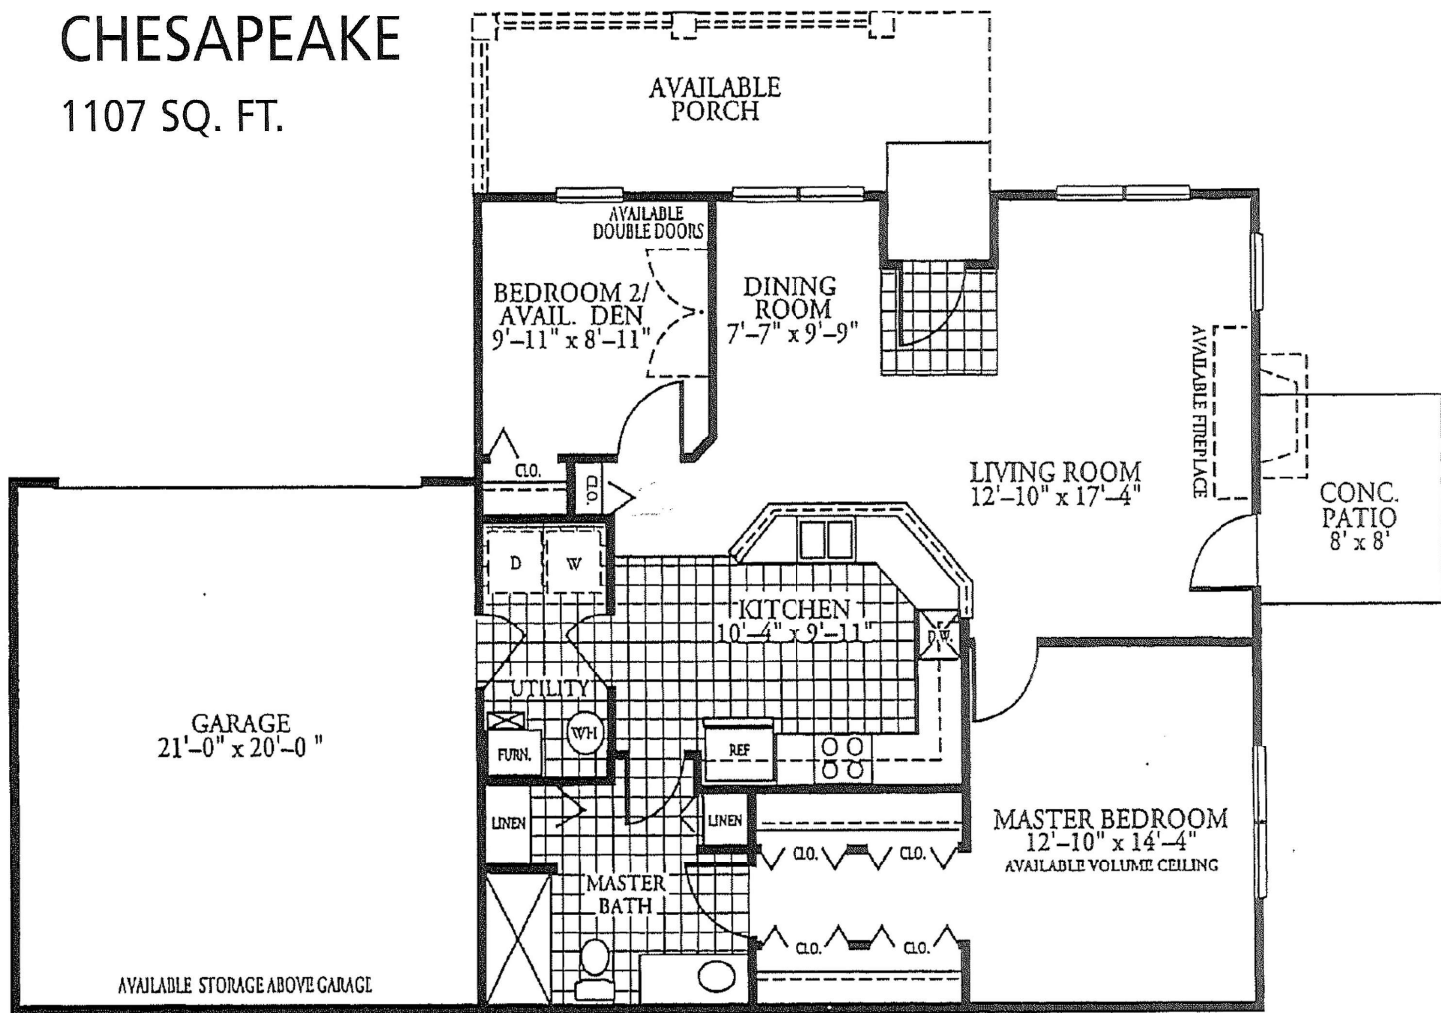 CHESAPEAKE
1107 SQ. FT.
AVAILABLE
PORCH
AVAILABLE
DOUBLE DOORS
BEDROOM 2/
AVAIL. DEN
9'–11" x 8'–11"
DINING
ROOM
7'–7" x 9'–9"
AVAILABLE FIREPLACE
LIVING ROOM
12'–10" x 17'–4"
CONC.
PATIO
8' x 8'
CLO.
CLO.
D
W
KITCHEN
10'–4" x 9'–11"
D.W.
UTILITY
GARAGE
21'–0" x 20'–0 "
FURN.
WH
REF
LINEN
LINEN
MASTER BEDROOM
12'–10" x 14'–4"
AVAILABLE VOLUME CEILING
CLO.
CLO.
MASTER
BATH
CLO.
CLO.
AVAILABLE STORAGE ABOVE GARAGE